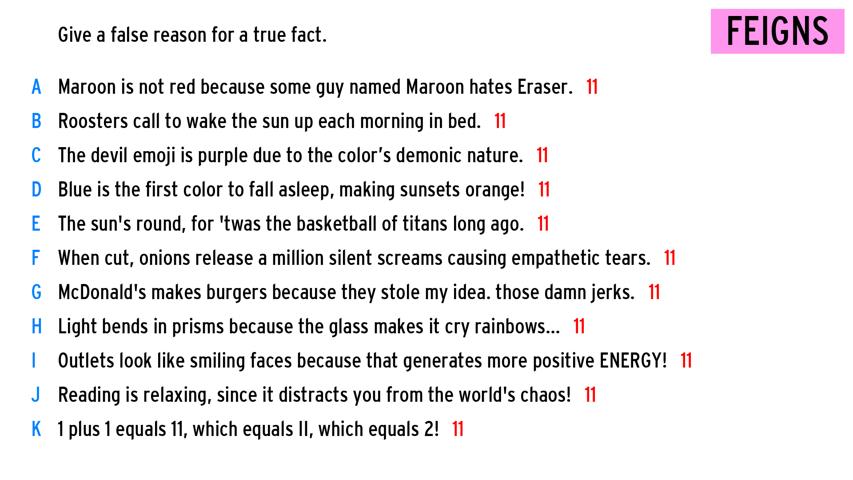 Give a false reason for a true fact.
FEIGNS
A Maroon is not red because some guy named Maroon hates Eraser. 11
B Roosters call to wake the sun up each morning in bed. 11
C The devil emoji is purple due to the color's demonic nature. 11
D Blue is the first color to fall asleep, making sunsets orange! 11
E The sun's round, for 'twas the basketball of titans long ago. 11
F When cut, onions release a million silent screams causing empathetic tears. 11
G McDonald's makes burgers because they stole my idea. those damn jerks. 11
H Light bends in prisms because the glass makes it cry rainbows... 11
I Outlets look like smiling faces because that generates more positive ENERGY! 11
J Reading is relaxing, since it distracts you from the world's chaos! 11
K 1 plus 1 equals 11, which equals II, which equals 2! 11